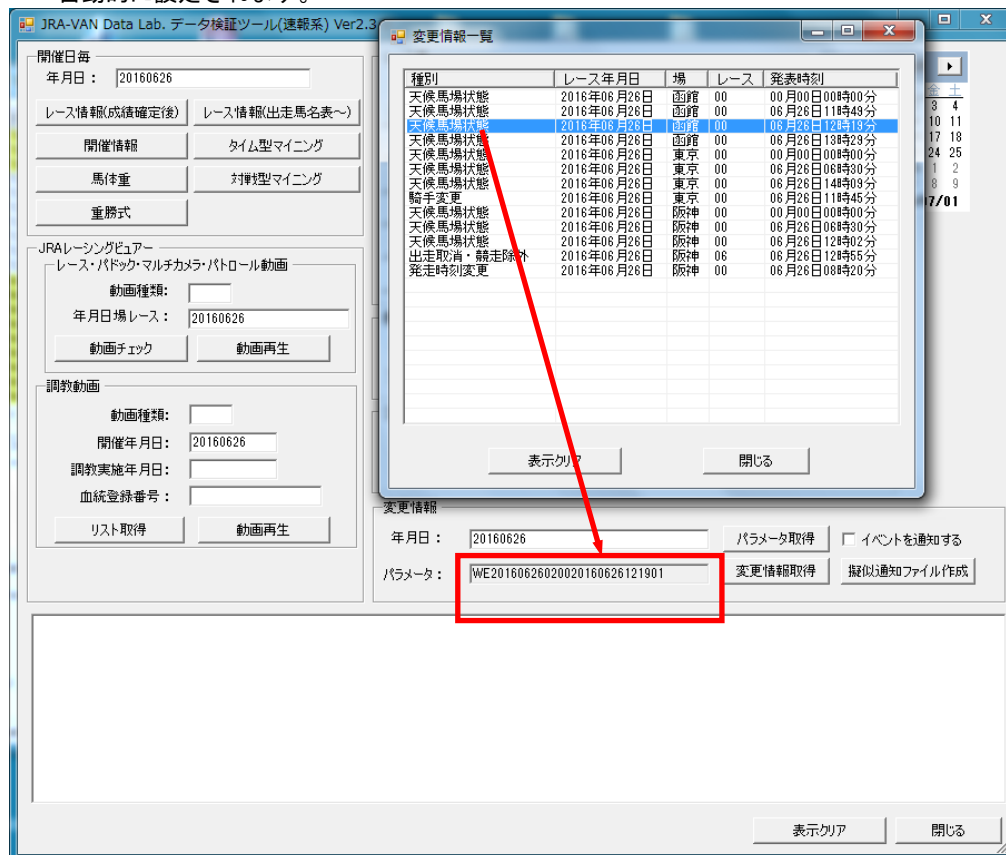 自動的に設定されます。
JRA-VAN Data Lab. データ検証ツール(速報系) Ver2.3
開催日毎
年月日： 20160626
レース情報(成績確定後) レース情報(出走馬名表～)
開催情報 タイム型マイニング
馬体重 対戦型マイニング
重勝式
JRAレーシングビュアー
レース・パドック・マルチカメラ・パトロール動画
動画種類:
年月日場レース： 20160626
動画チェック 動画再生
調教動画
動画種類:
開催年月日: 20160626
調教実施年月日:
血統登録番号：
リスト取得 動画再生
変更情報一覧
種別 レース年月日 場 レース 発表時刻
天候馬場状態 2016年06月26日 函館 00 00月00日00時00分
天候馬場状態 2016年06月26日 函館 00 06月26日11時49分
天候馬場状態 2016年06月26日 函館 00 06月26日12時19分
天候馬場状態 2016年06月26日 函館 00 06月26日13時29分
天候馬場状態 2016年06月26日 東京 00 00月00日00時00分
天候馬場状態 2016年06月26日 東京 00 06月26日06時30分
天候馬場状態 2016年06月26日 東京 00 06月26日14時09分
騎手変更 2016年06月26日 東京 00 06月26日11時45分
天候馬場状態 2016年06月26日 阪神 00 00月00日00時00分
天候馬場状態 2016年06月26日 阪神 00 06月26日06時30分
天候馬場状態 2016年06月26日 阪神 00 06月26日12時02分
出走取消・競走除外 2016年06月26日 阪神 06 06月26日12時55分
発走時刻変更 2016年06月26日 阪神 00 06月26日08時20分
表示クリア 閉じる
金 土
3 4
10 11
17 18
24 25
1 2
8 9
07/01
変更情報
年月日： 20160626 パラメータ取得 イベントを通知する
パラメータ： WE20160626020020160626121901 変更情報取得 擬似通知ファイル作成
表示クリア 閉じる